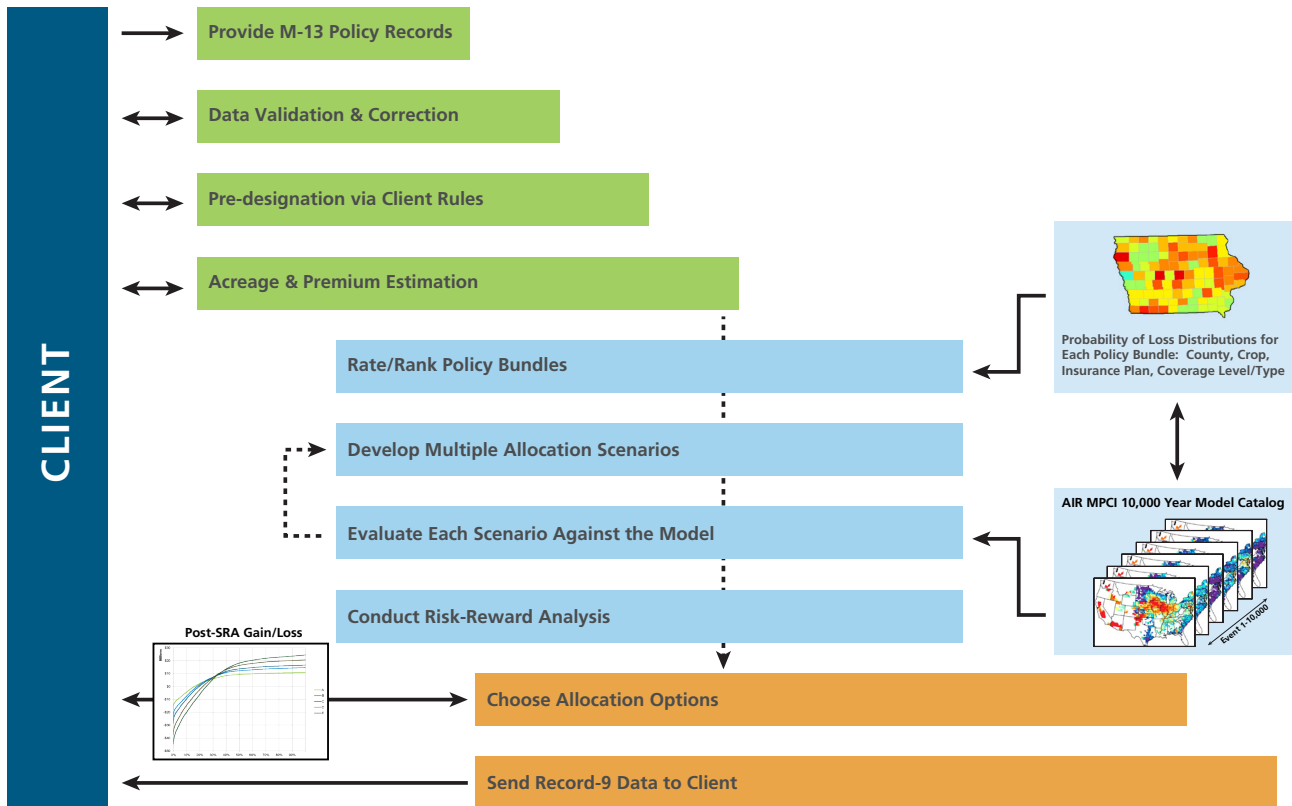 CLIENT
Provide M-13 Policy Records
Data Validation & Correction
Pre-designation via Client Rules
Acreage & Premium Estimation
Rate/Rank Policy Bundles
Probability of Loss Distributions for
Each Policy Bundle: County, Crop,
Insurance Plan, Coverage Level/Type
Develop Multiple Allocation Scenarios
Evaluate Each Scenario Against the Model
AIR MPCI 10,000 Year Model Catalog
Event 1-10,000
Conduct Risk-Reward Analysis
Post-SRA Gain/Loss
Choose Allocation Options
Send Record-9 Data to Client